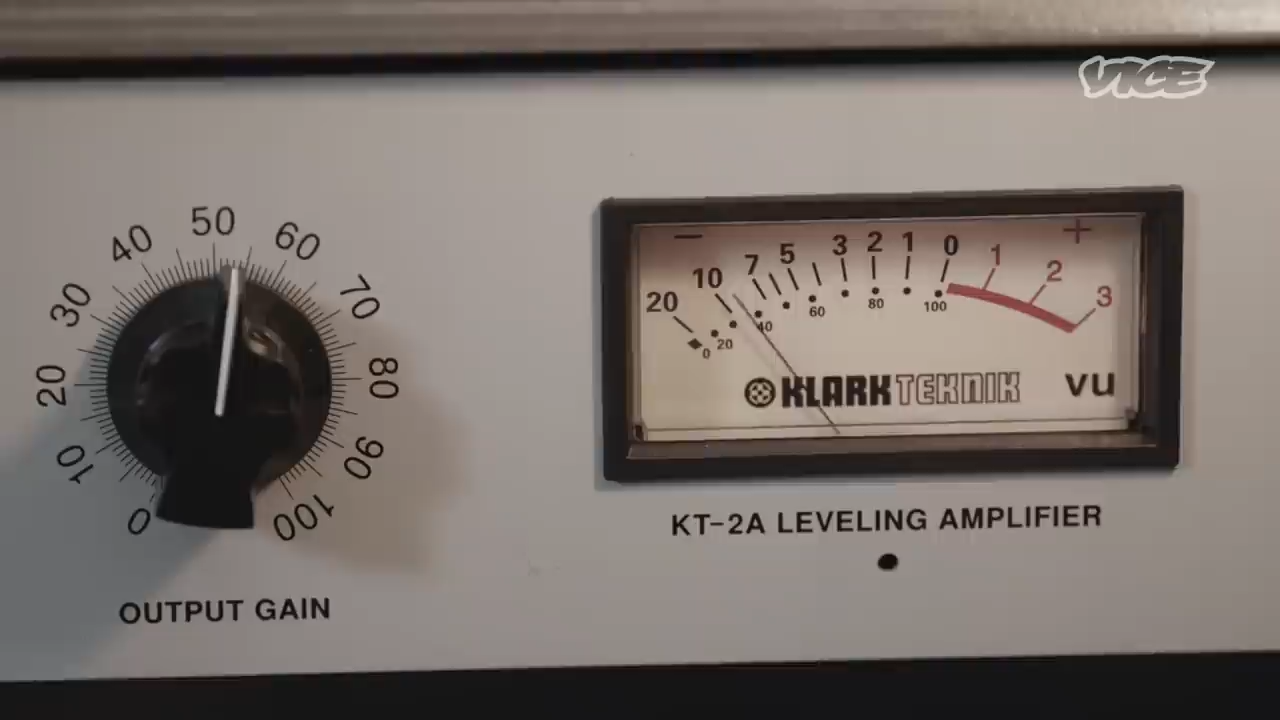 VICE
0
10
20
30
40
50
60
70
80
90
100
OUTPUT GAIN
− +
20 10 7 5 3 2 1 0 1 2 3
0 20 40 60 80 100
KLARK TEKNIK
VU
KT-2A LEVELING AMPLIFIER